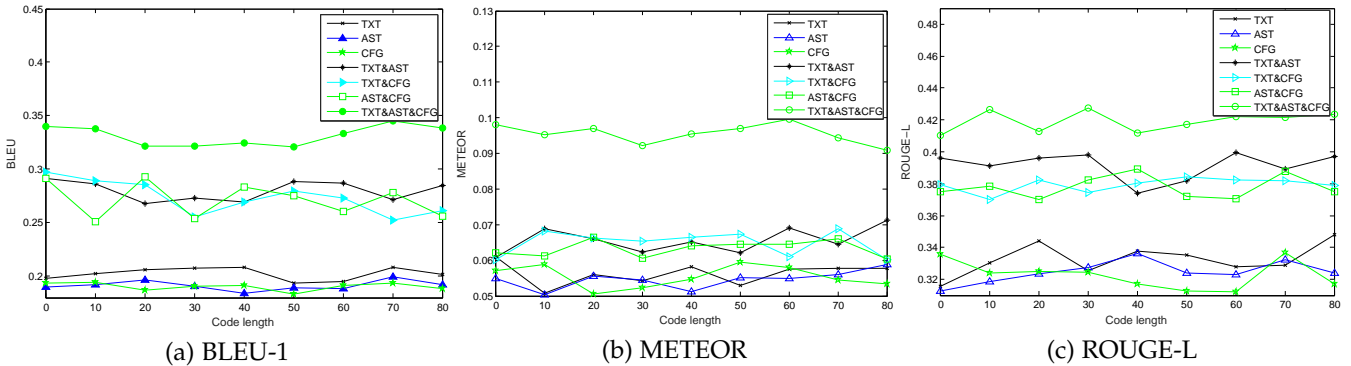 0.45
0.4
0.35
0.3
0.25
0.2
BLEU
0 10 20 30 40 50 60 70 80
Code length
TXT
AST
CFG
TXT&AST
TXT&CFG
AST&CFG
TXT&AST&CFG
(a) BLEU-1
0.13
0.12
0.11
0.1
0.09
0.08
0.07
0.06
0.05
METEOR
0 10 20 30 40 50 60 70 80
Code length
TXT
AST
CFG
TXT&AST
TXT&CFG
AST&CFG
TXT&AST&CFG
(b) METEOR
0.48
0.46
0.44
0.42
0.4
0.38
0.36
0.34
0.32
ROUGE-L
0 10 20 30 40 50 60 70 80
Code length
TXT
AST
CFG
TXT&AST
TXT&CFG
AST&CFG
TXT&AST&CFG
(c) ROUGE-L